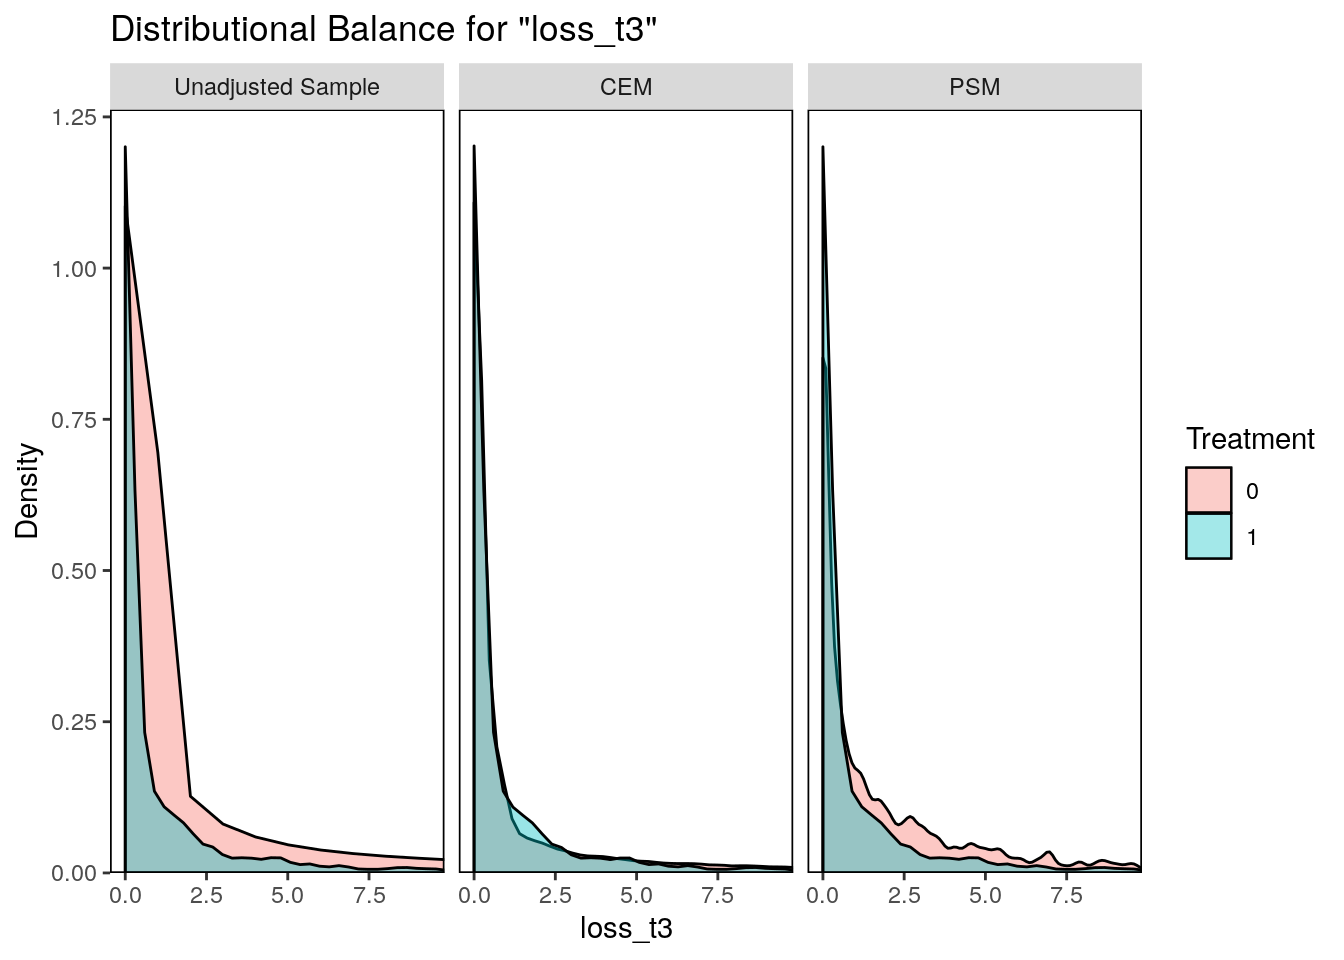 Distributional Balance for "loss_t3"
Unadjusted Sample
CEM
PSM
1.25
1.00
0.75
0.50
0.25
0.00
Density
0.0 2.5 5.0 7.5
0.0 2.5 5.0 7.5
0.0 2.5 5.0 7.5
loss_t3
Treatment
0
1